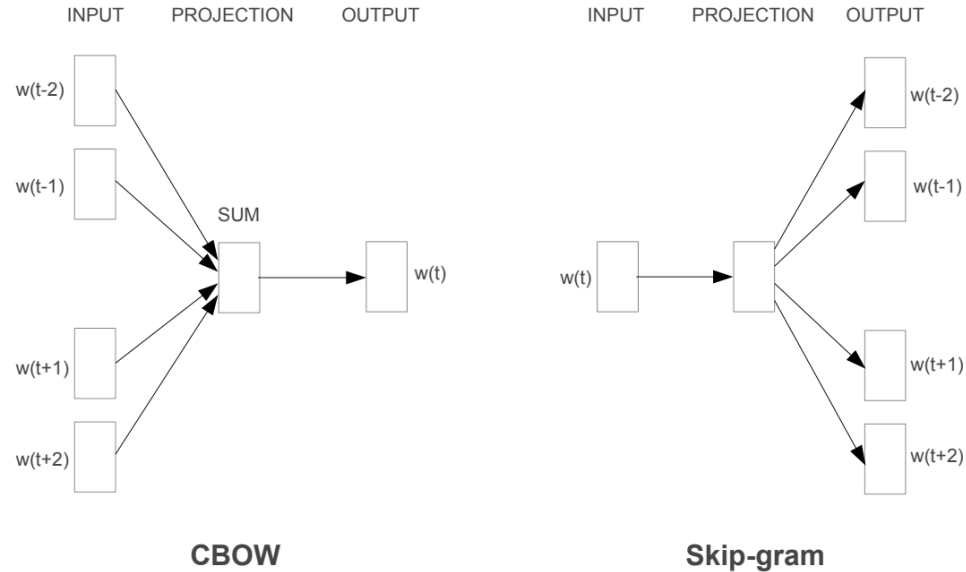 INPUT PROJECTION OUTPUT
w(t-2)
w(t-1)
SUM
w(t)
w(t+1)
w(t+2)
CBOW
INPUT PROJECTION OUTPUT
w(t-2)
w(t-1)
w(t)
w(t+1)
w(t+2)
Skip-gram